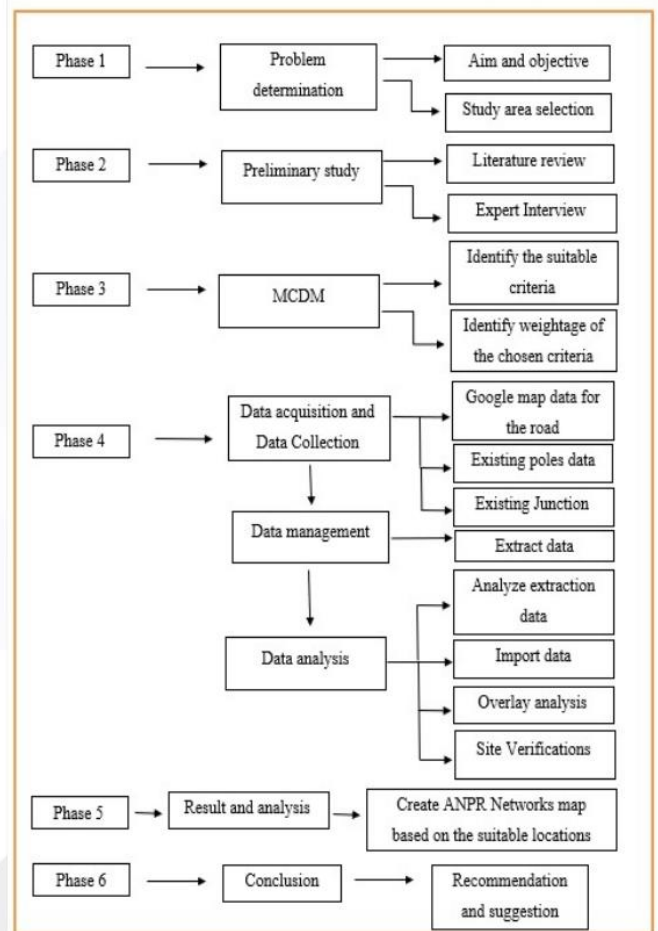 Phase 1
Problem
determination
Aim and objective
Study area selection
Phase 2
Preliminary study
Literature review
Expert Interview
Phase 3
MCDM
Identify the suitable
criteria
Identify weightage of
the chosen criteria
Phase 4
Data acquisition and
Data Collection
Google map data for
the road
Existing poles data
Existing Junction
Data management
Extract data
Data analysis
Analyze extraction
data
Import data
Overlay analysis
Site Verifications
Phase 5
Result and analysis
Create ANPR Networks map
based on the suitable locations
Phase 6
Conclusion
Recommendation
and suggestion